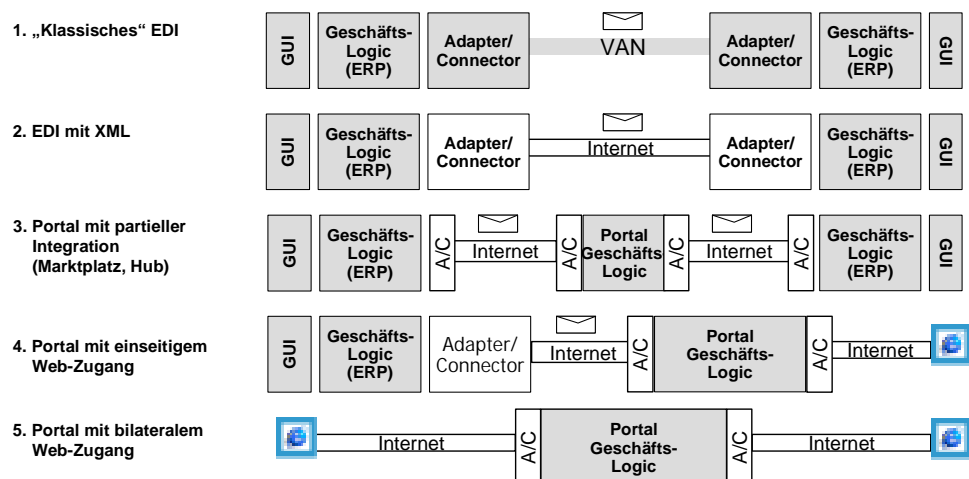 1. „Klassisches“ EDI
GUI
Geschäfts-
Logic
(ERP)
Adapter/
Connector
VAN
Adapter/
Connector
Geschäfts-
Logic
(ERP)
GUI
2. EDI mit XML
GUI
Geschäfts-
Logic
(ERP)
Adapter/
Connector
Internet
Adapter/
Connector
Geschäfts-
Logic
(ERP)
GUI
3. Portal mit partieller
Integration
(Marktplatz, Hub)
GUI
Geschäfts-
Logic
(ERP)
A/C
Internet
A/C
Portal
Geschäfts
Logic
A/C
Internet
A/C
Geschäfts-
Logic
(ERP)
GUI
4. Portal mit einseitigem
Web-Zugang
GUI
Geschäfts-
Logic
(ERP)
Adapter/
Connector
Internet
A/C
Portal
Geschäfts-
Logic
A/C
Internet
5. Portal mit bilateralem
Web-Zugang
Internet
A/C
Portal
Geschäfts-
Logic
A/C
Internet